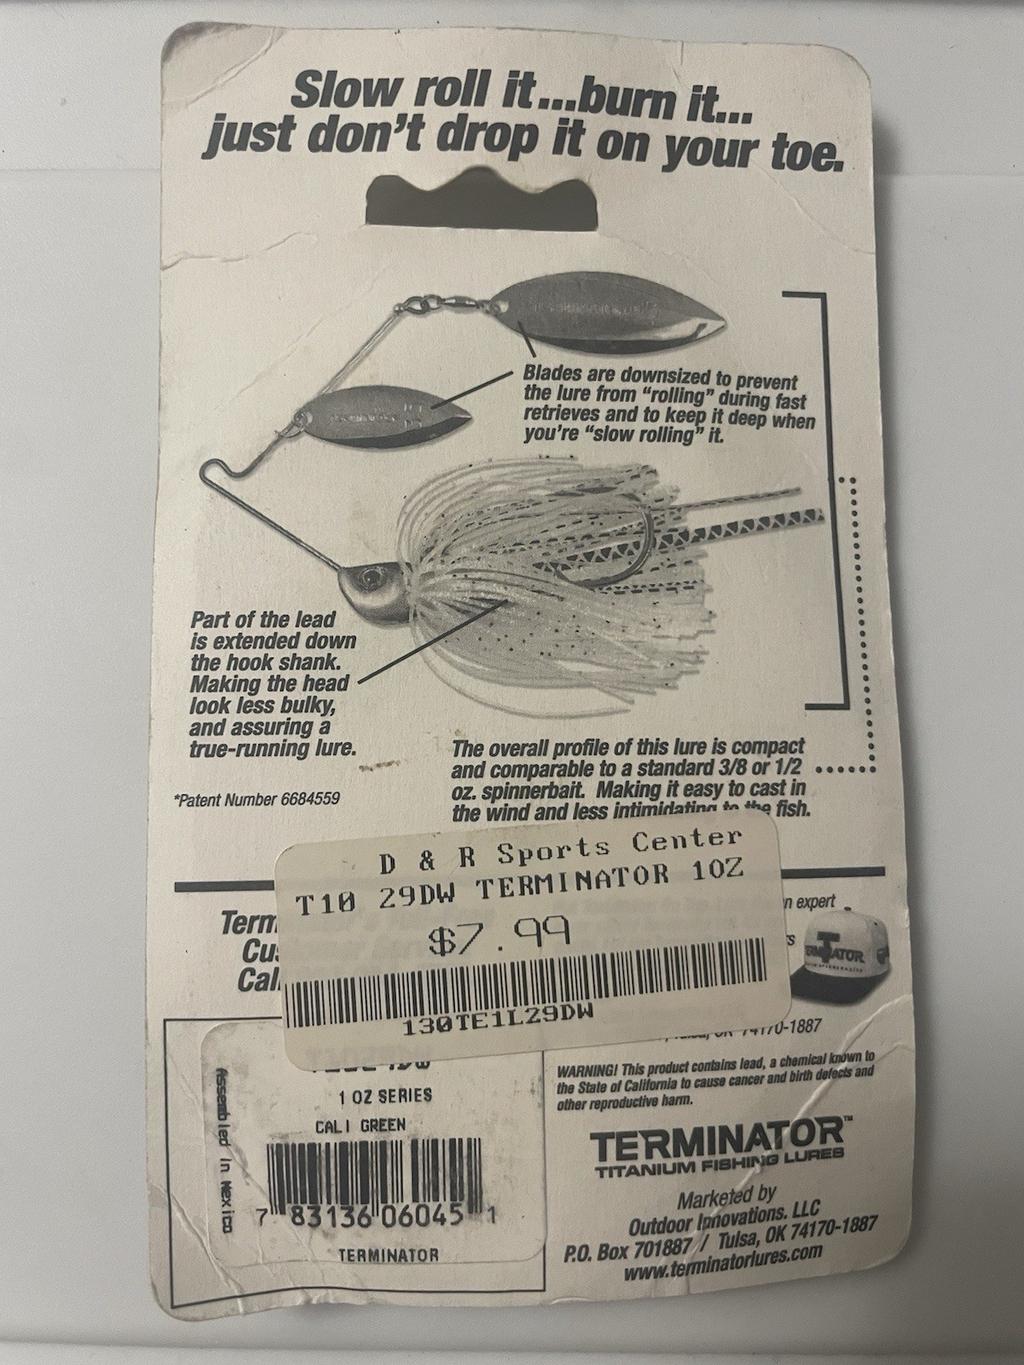 Slow roll it...burn it...
just don't drop it on your toe.
Blades are downsized to prevent
the lure from "rolling" during fast
retrieves and to keep it deep when
you're "slow rolling" it.
Part of the lead
is extended down
the hook shank.
Making the head
look less bulky,
and assuring a
true-running lure.
*Patent Number 6684559
The overall profile of this lure is compact
and comparable to a standard 3/8 or 1/2
oz. spinnerbait. Making it easy to cast in
the wind and less intimidating to the fish.
D & R Sports Center
T10 29DW TERMINATOR 1OZ
$7.99
130TE1L29DW
Term
Cu
Cal
n expert
rs
TERMINATOR
74170-1887
Assembled in Mexico
1 OZ SERIES
CALI GREEN
7 83136 06045 1
TERMINATOR
WARNING! This product contains lead, a chemical known to
the State of California to cause cancer and birth defects and
other reproductive harm.
TERMINATOR™
TITANIUM FISHING LURES
Marketed by
Outdoor Innovations. LLC
P.O. Box 701887 / Tulsa, OK 74170-1887
www.terminatorlures.com